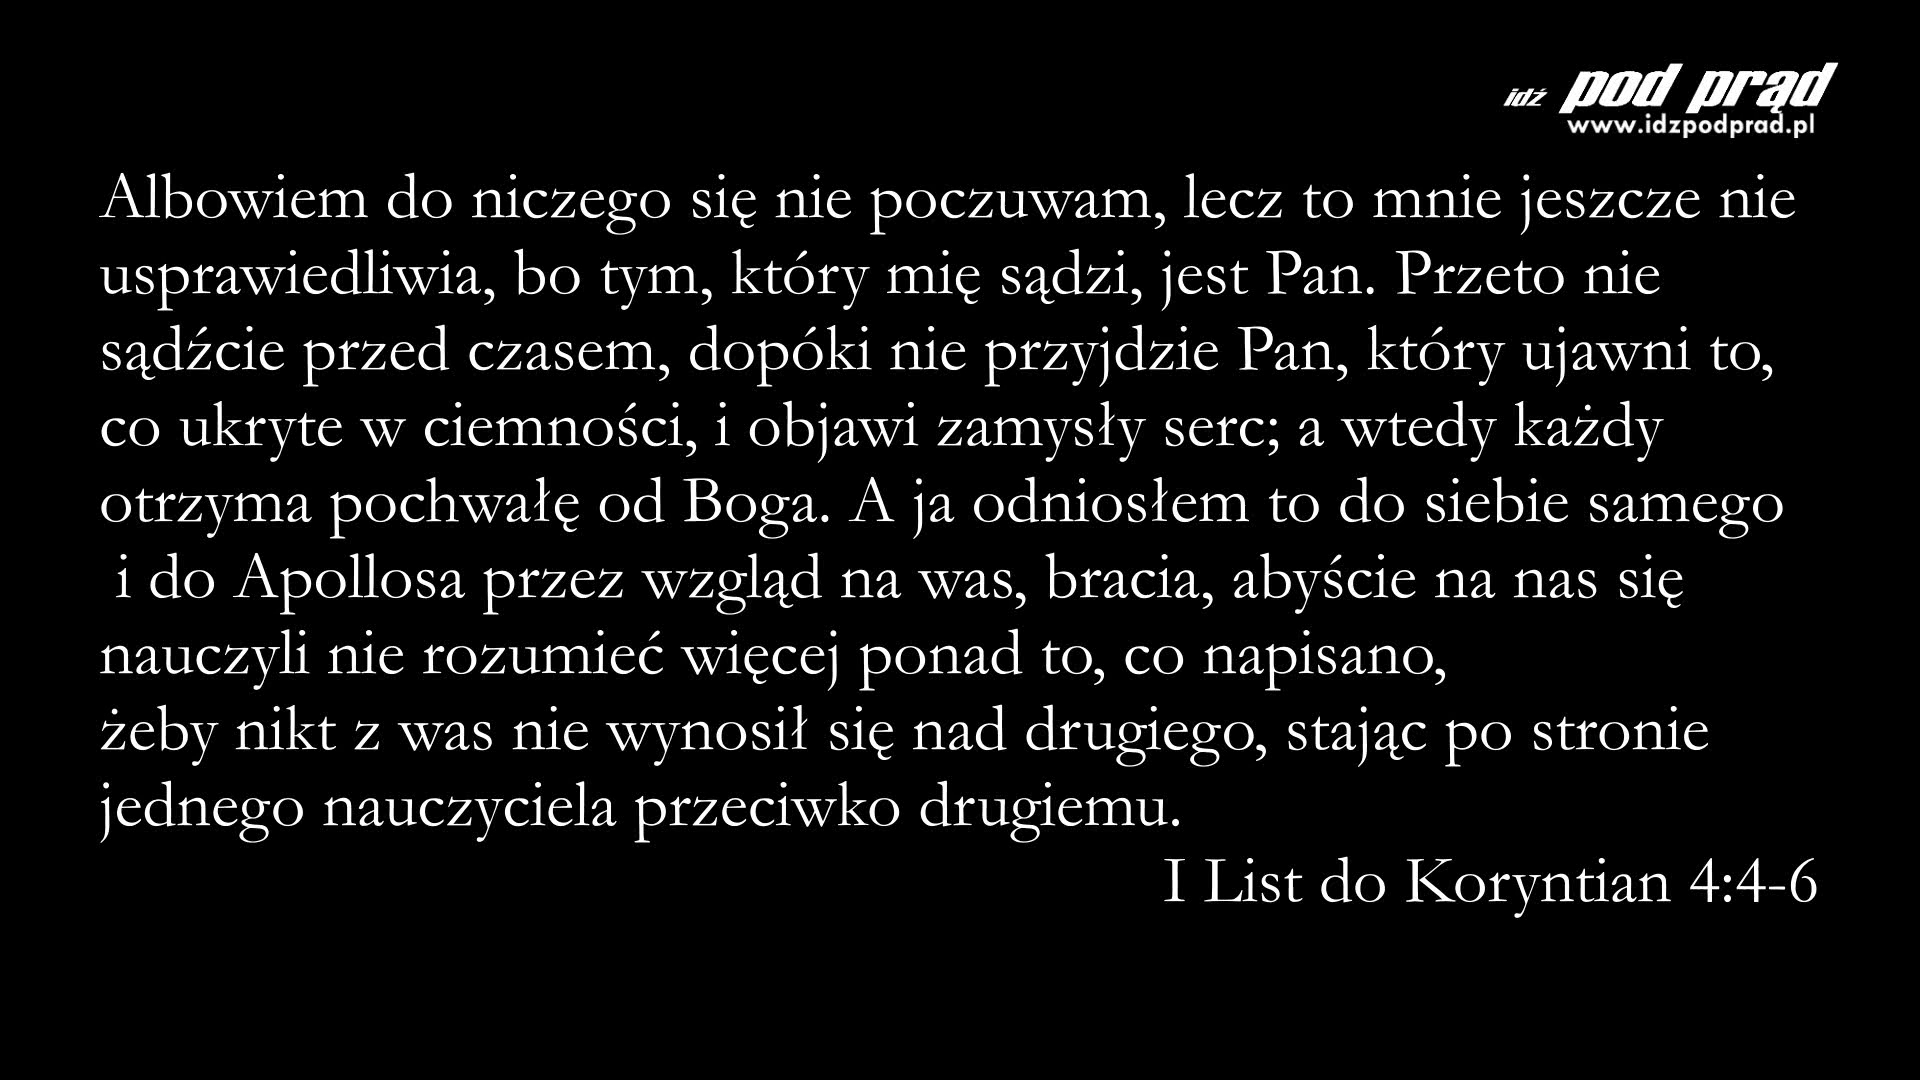 idź pod prąd
www.idzpodprad.pl
Albowiem do niczego się nie poczuwam, lecz to mnie jeszcze nie
usprawiedliwia, bo tym, który mię sądzi, jest Pan. Przeto nie
sądźcie przed czasem, dopóki nie przyjdzie Pan, który ujawni to,
co ukryte w ciemności, i objawi zamysły serc; a wtedy każdy
otrzyma pochwałę od Boga. A ja odniosłem to do siebie samego
i do Apollosa przez wzgląd na was, bracia, abyście na nas się
nauczyli nie rozumieć więcej ponad to, co napisano,
żeby nikt z was nie wynosił się nad drugiego, stając po stronie
jednego nauczyciela przeciwko drugiemu.
I List do Koryntian 4:4-6